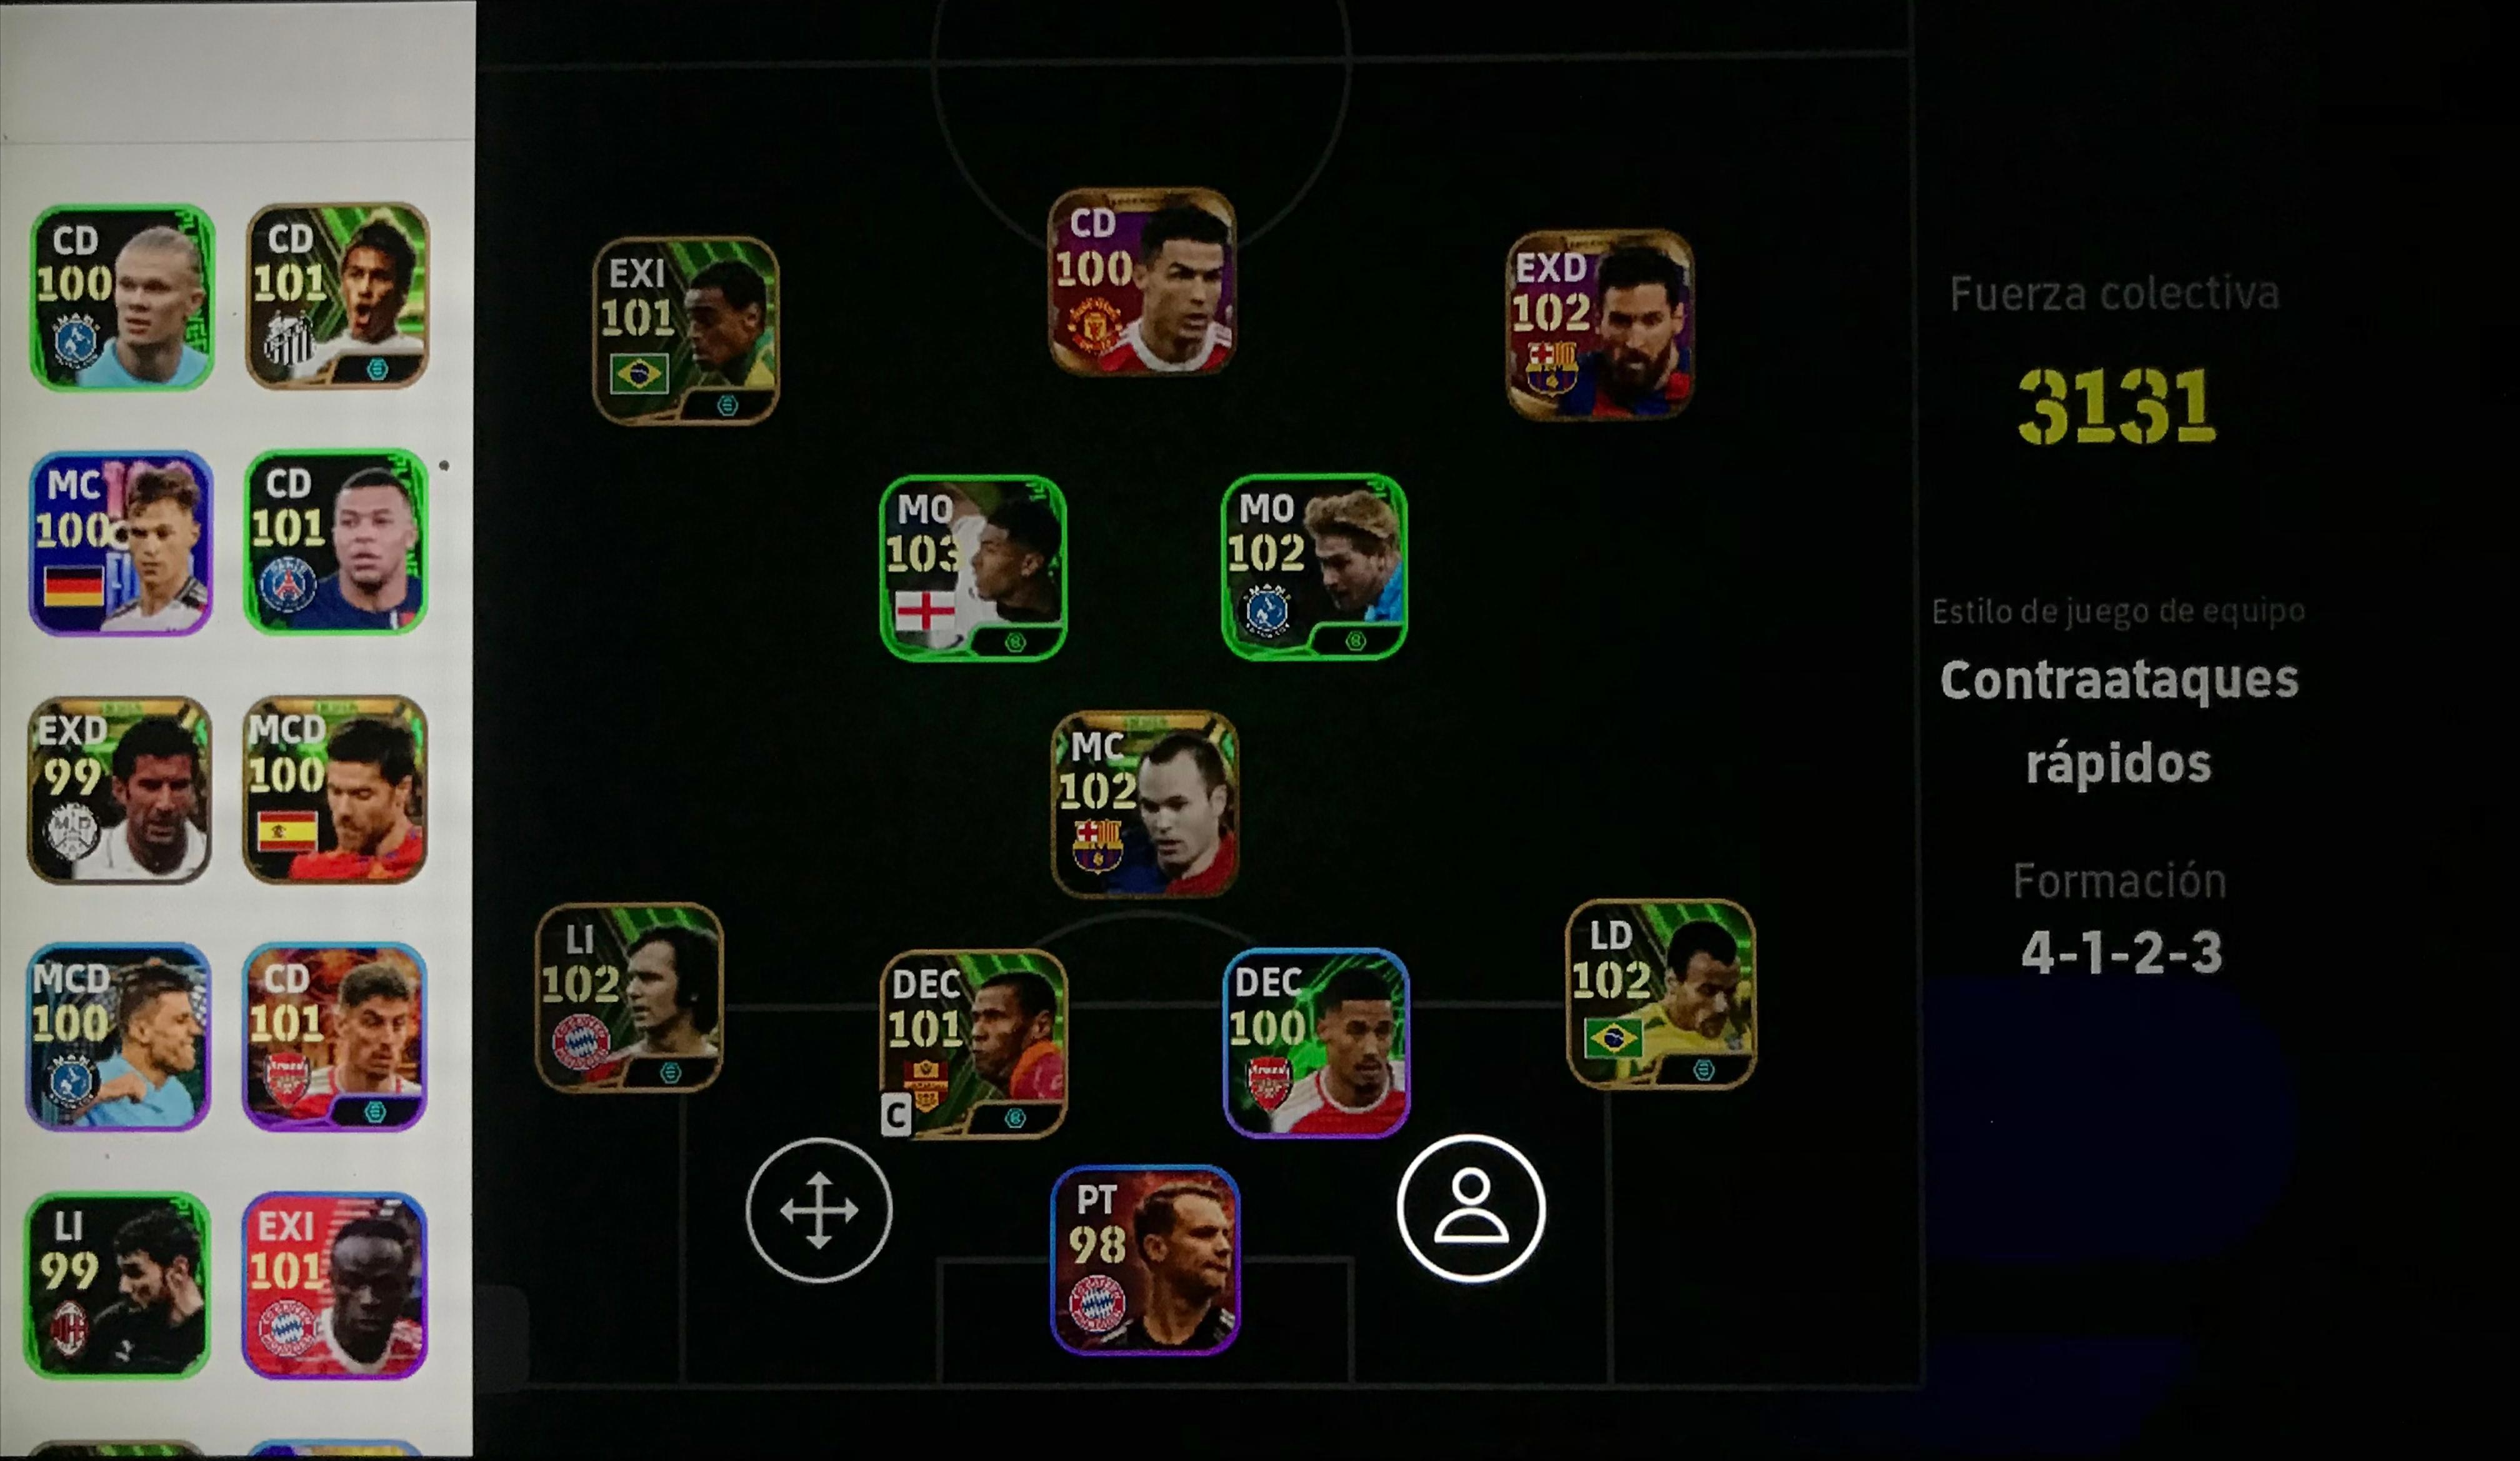 CD
100
CD
101
MC
100
CD
101
EXD
99
MCD
100
MCD
100
CD
101
LI
99
EXI
101
EXI
101
CD
100
EXD
102
MO
103
MO
102
MC
102
LI
102
DEC
101
C
DEC
100
LD
102
PT
98
Fuerza colectiva
3131
Estilo de juego de equipo
Contraataques
rápidos
Formación
4-1-2-3